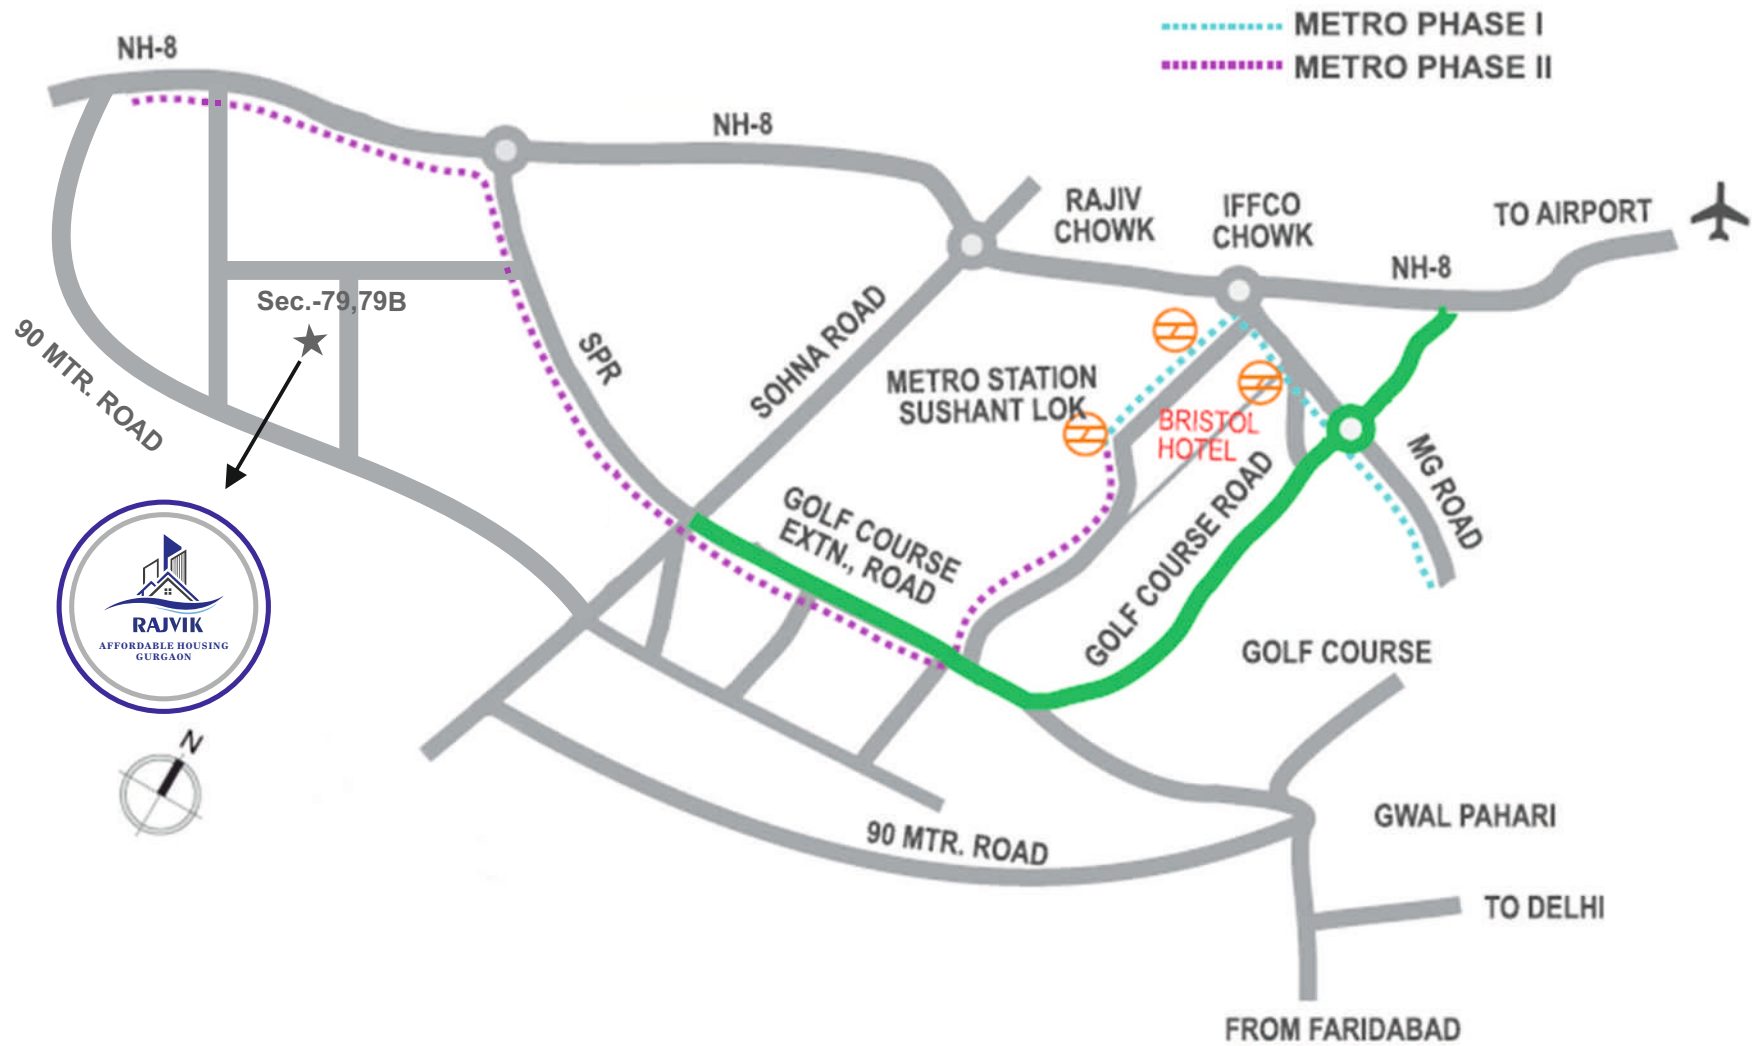 METRO PHASE I
METRO PHASE II
NH-8
NH-8
RAJIV
CHOWK
IFFCO
CHOWK
TO AIRPORT
NH-8
Sec.-79,79B
90 MTR. ROAD
SPR
SOHNA ROAD
METRO STATION
SUSHANT LOK
BRISTOL
HOTEL
MG ROAD
GOLF COURSE
EXTN., ROAD
GOLF COURSE ROAD
RAJVIK
AFFORDABLE HOUSING
GURGAON
GOLF COURSE
N
90 MTR. ROAD
GWAL PAHARI
TO DELHI
FROM FARIDABAD